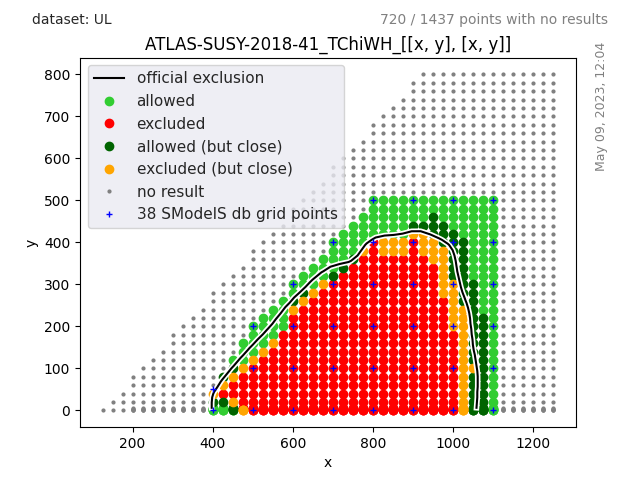 dataset: UL
720 / 1437 points with no results
ATLAS-SUSY-2018-41_TChiWH_[[x, y], [x, y]]
official exclusion
allowed
excluded
allowed (but close)
excluded (but close)
no result
38 SModelS db grid points
May 09, 2023, 12:04
y
800
700
600
500
400
300
200
100
0
200
400
600
800
1000
1200
x